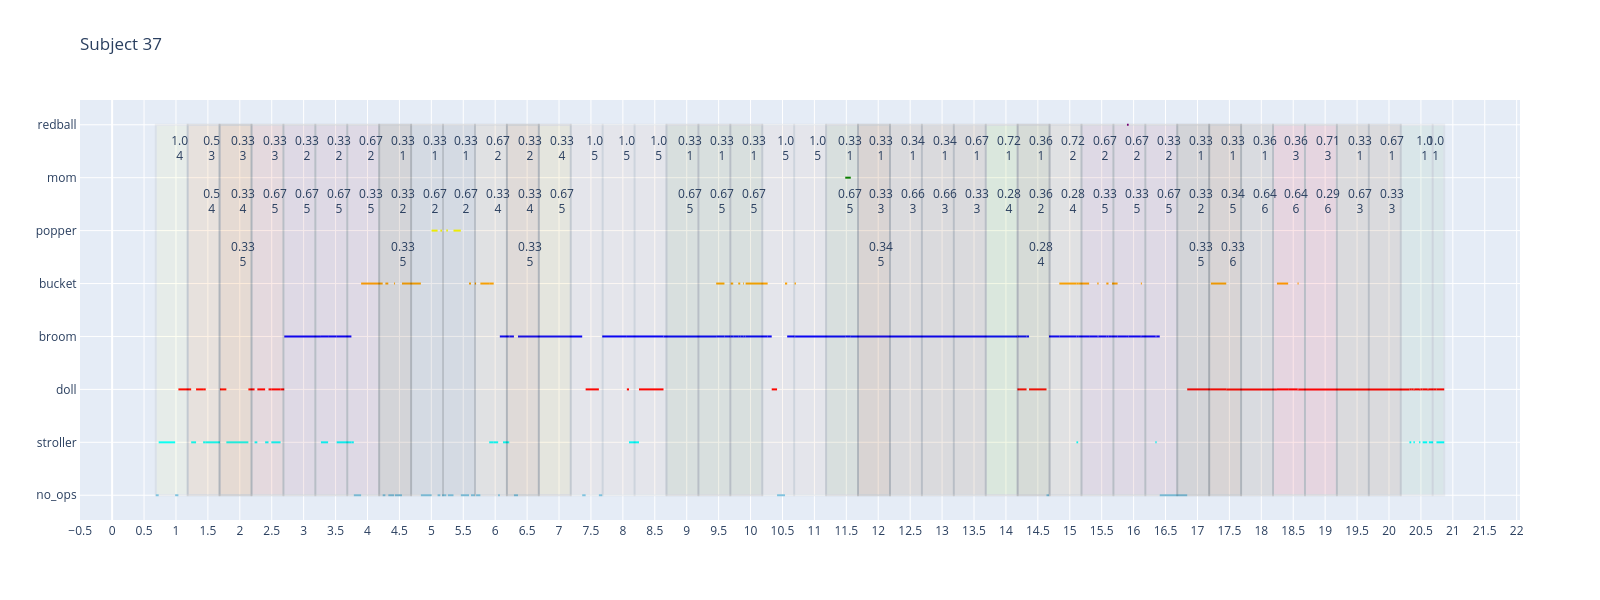 Subject 37
redball
1.0 0.5 0.33 0.33 0.33 0.33 0.67 0.33 0.33 0.33 0.67 0.33 0.33 1.0 1.0 1.0 0.33 0.33 0.33 1.0 1.0 0.33 0.33 0.34 0.34 0.67 0.72 0.36 0.72 0.67 0.67 0.33 0.33 0.33 0.36 0.36 0.71 0.33 0.67 1.0 1.0
4 3 3 3 2 2 2 1 1 1 2 2 4 5 5 5 1 1 1 5 5 1 1 1 1 1 1 1 2 2 2 2 1 1 1 3 3 1 1 1 1
mom
0.5 0.33 0.67 0.67 0.67 0.33 0.33 0.67 0.67 0.33 0.33 0.67 0.67 0.67 0.67 0.67 0.33 0.66 0.66 0.33 0.28 0.36 0.28 0.33 0.33 0.67 0.33 0.34 0.64 0.64 0.29 0.67 0.33
4 4 5 5 5 5 2 2 2 4 4 5 5 5 5 5 3 3 3 3 4 2 4 5 5 5 2 5 6 6 6 3 3
popper
0.33 0.33 0.33 0.34 0.28 0.33 0.33
5 5 5 5 4 5 6
bucket
broom
doll
stroller
no_ops
−0.5 0 0.5 1 1.5 2 2.5 3 3.5 4 4.5 5 5.5 6 6.5 7 7.5 8 8.5 9 9.5 10 10.5 11 11.5 12 12.5 13 13.5 14 14.5 15 15.5 16 16.5 17 17.5 18 18.5 19 19.5 20 20.5 21 21.5 22